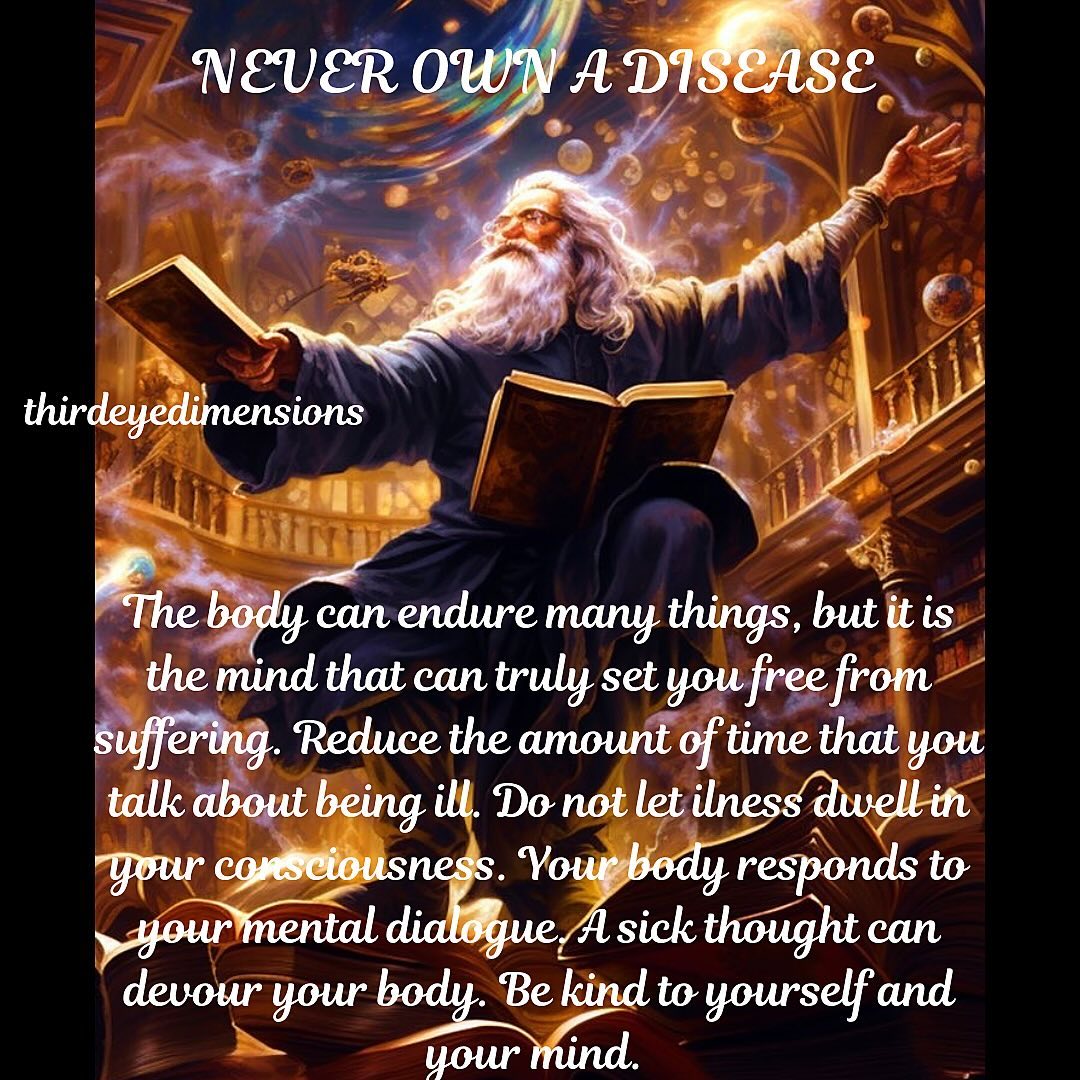 NEVER OWN A DISEASE
thirdeyedimensions
The body can endure many things, but it is
the mind that can truly set you free from
suffering. Reduce the amount of time that you
talk about being ill. Do not let ilness dwell in
your consciousness. Your body responds to
your mental dialogue. A sick thought can
devour your body. Be kind to yourself and
your mind.